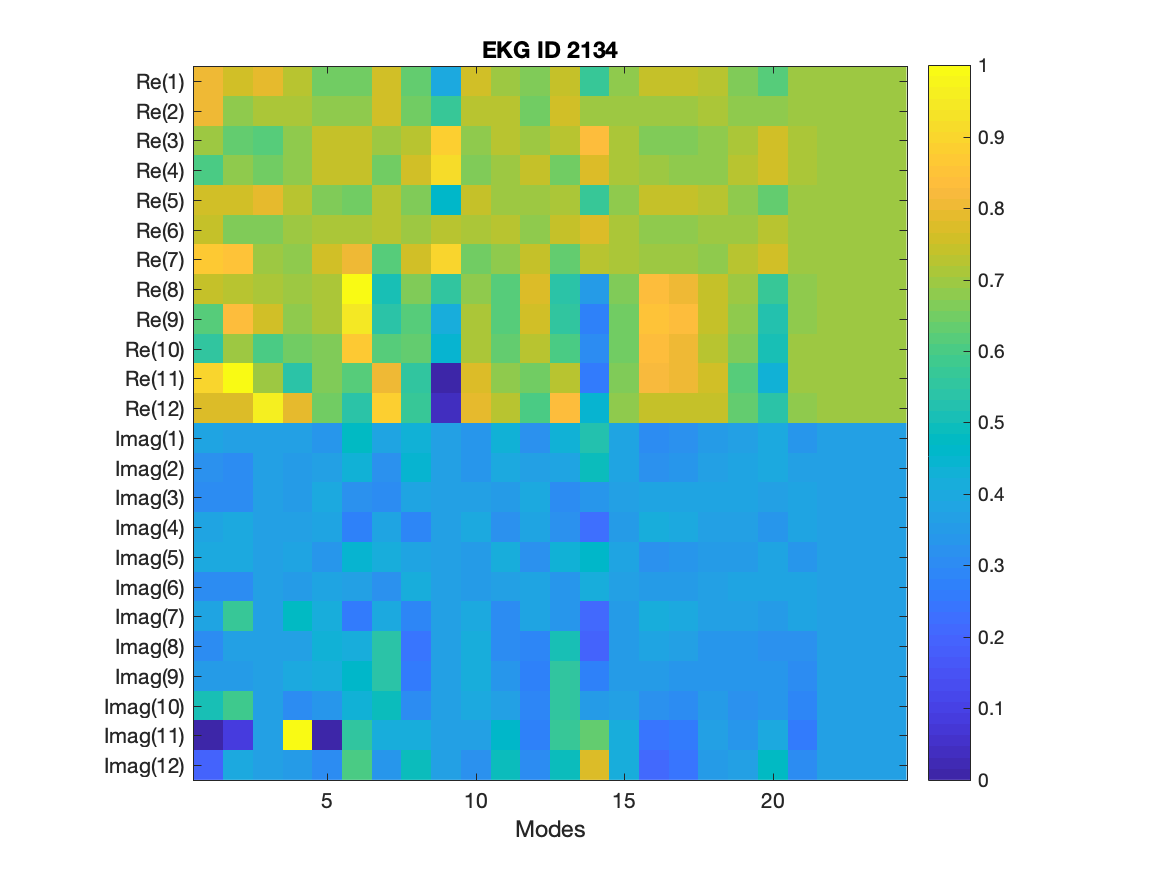 EKG ID 2134
Re(1)
Re(2)
Re(3)
Re(4)
Re(5)
Re(6)
Re(7)
Re(8)
Re(9)
Re(10)
Re(11)
Re(12)
Imag(1)
Imag(2)
Imag(3)
Imag(4)
Imag(5)
Imag(6)
Imag(7)
Imag(8)
Imag(9)
Imag(10)
Imag(11)
Imag(12)
5 10 15 20
Modes
1
0.9
0.8
0.7
0.6
0.5
0.4
0.3
0.2
0.1
0